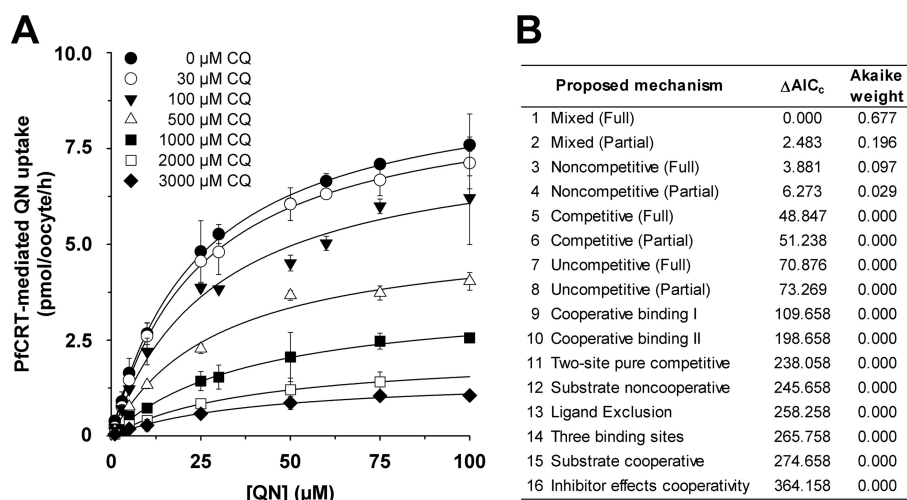 A
PfCRT-mediated QN uptake
(pmol/oocyte/h)
10.0
7.5
5.0
2.5
0
0 µM CQ
30 µM CQ
100 µM CQ
500 µM CQ
1000 µM CQ
2000 µM CQ
3000 µM CQ
0 25 50 75 100
[QN] (µM)
B
Proposed mechanism ΔAICc Akaike weight
1 Mixed (Full) 0.000 0.677
2 Mixed (Partial) 2.483 0.196
3 Noncompetitive (Full) 3.881 0.097
4 Noncompetitive (Partial) 6.273 0.029
5 Competitive (Full) 48.847 0.000
6 Competitive (Partial) 51.238 0.000
7 Uncompetitive (Full) 70.876 0.000
8 Uncompetitive (Partial) 73.269 0.000
9 Cooperative binding I 109.658 0.000
10 Cooperative binding II 198.658 0.000
11 Two-site pure competitive 238.058 0.000
12 Substrate noncooperative 245.658 0.000
13 Ligand Exclusion 258.258 0.000
14 Three binding sites 265.758 0.000
15 Substrate cooperative 274.658 0.000
16 Inhibitor effects cooperativity 364.158 0.000